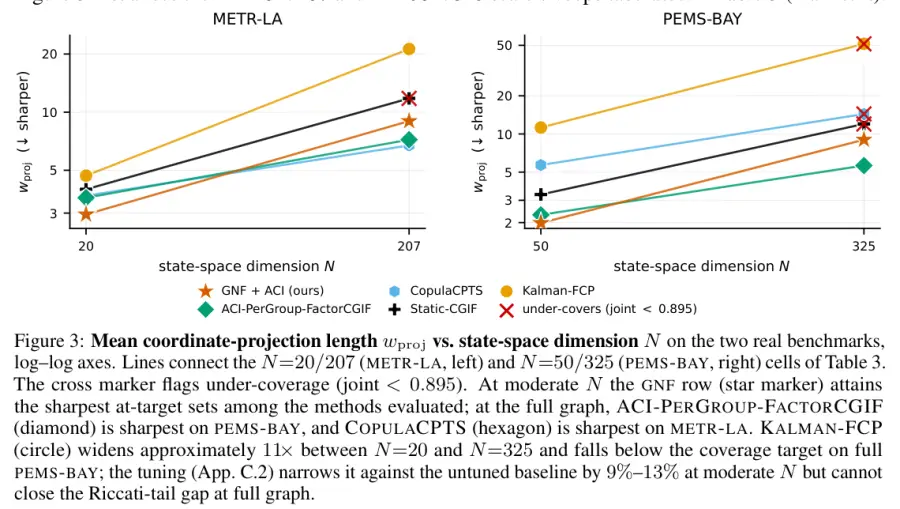 METR-LA
PEMS-BAY
20
10
5
3
w_proj (↓ sharper)
20
207
state-space dimension N
50
20
10
5
3
2
w_proj (↓ sharper)
50
325
state-space dimension N
GNF + ACI (ours)
CopulaCPTS
Kalman-FCP
ACI-PerGroup-FactorCGIF
Static-CGIF
under-covers (joint < 0.895)
Figure 3: Mean coordinate-projection length w_proj vs. state-space dimension N on the two real benchmarks,
log–log axes. Lines connect the N=20/207 (METR-LA, left) and N=50/325 (PEMS-BAY, right) cells of Table 3.
The cross marker flags under-coverage (joint < 0.895). At moderate N the GNF row (star marker) attains
the sharpest at-target sets among the methods evaluated; at the full graph, ACI-PERGROUP-FACTORCGIF
(diamond) is sharpest on PEMS-BAY, and COPULACPTS (hexagon) is sharpest on METR-LA. KALMAN-FCP
(circle) widens approximately 11× between N=20 and N=325 and falls below the coverage target on full
PEMS-BAY; the tuning (App. C.2) narrows it against the untuned baseline by 9%–13% at moderate N but cannot
close the Riccati-tail gap at full graph.